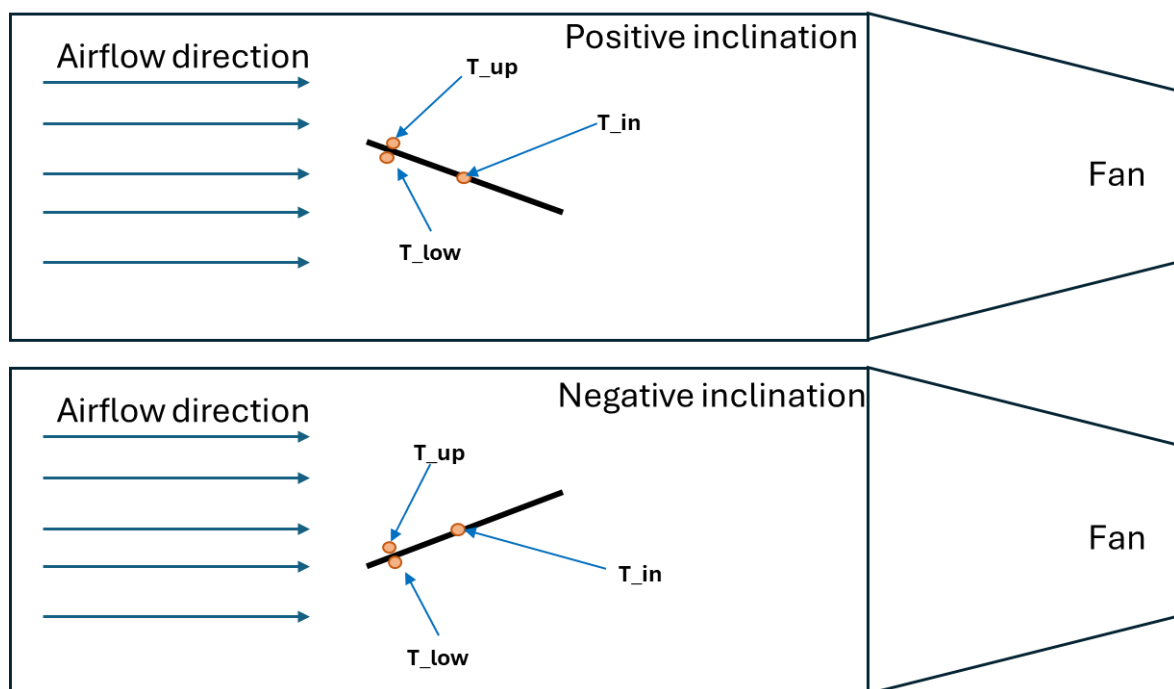 Positive inclination
Airflow direction
T_up
T_in
Fan
T_low
Negative inclination
Airflow direction
T_up
Fan
T_in
T_low